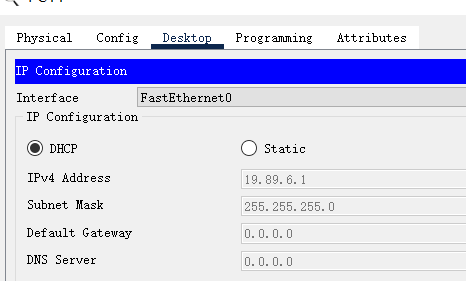 Physical Config Desktop Programming Attributes
IP Configuration
Interface FastEthernet0
IP Configuration
DHCP Static
IPv4 Address 19.89.6.1
Subnet Mask 255.255.255.0
Default Gateway 0.0.0.0
DNS Server 0.0.0.0